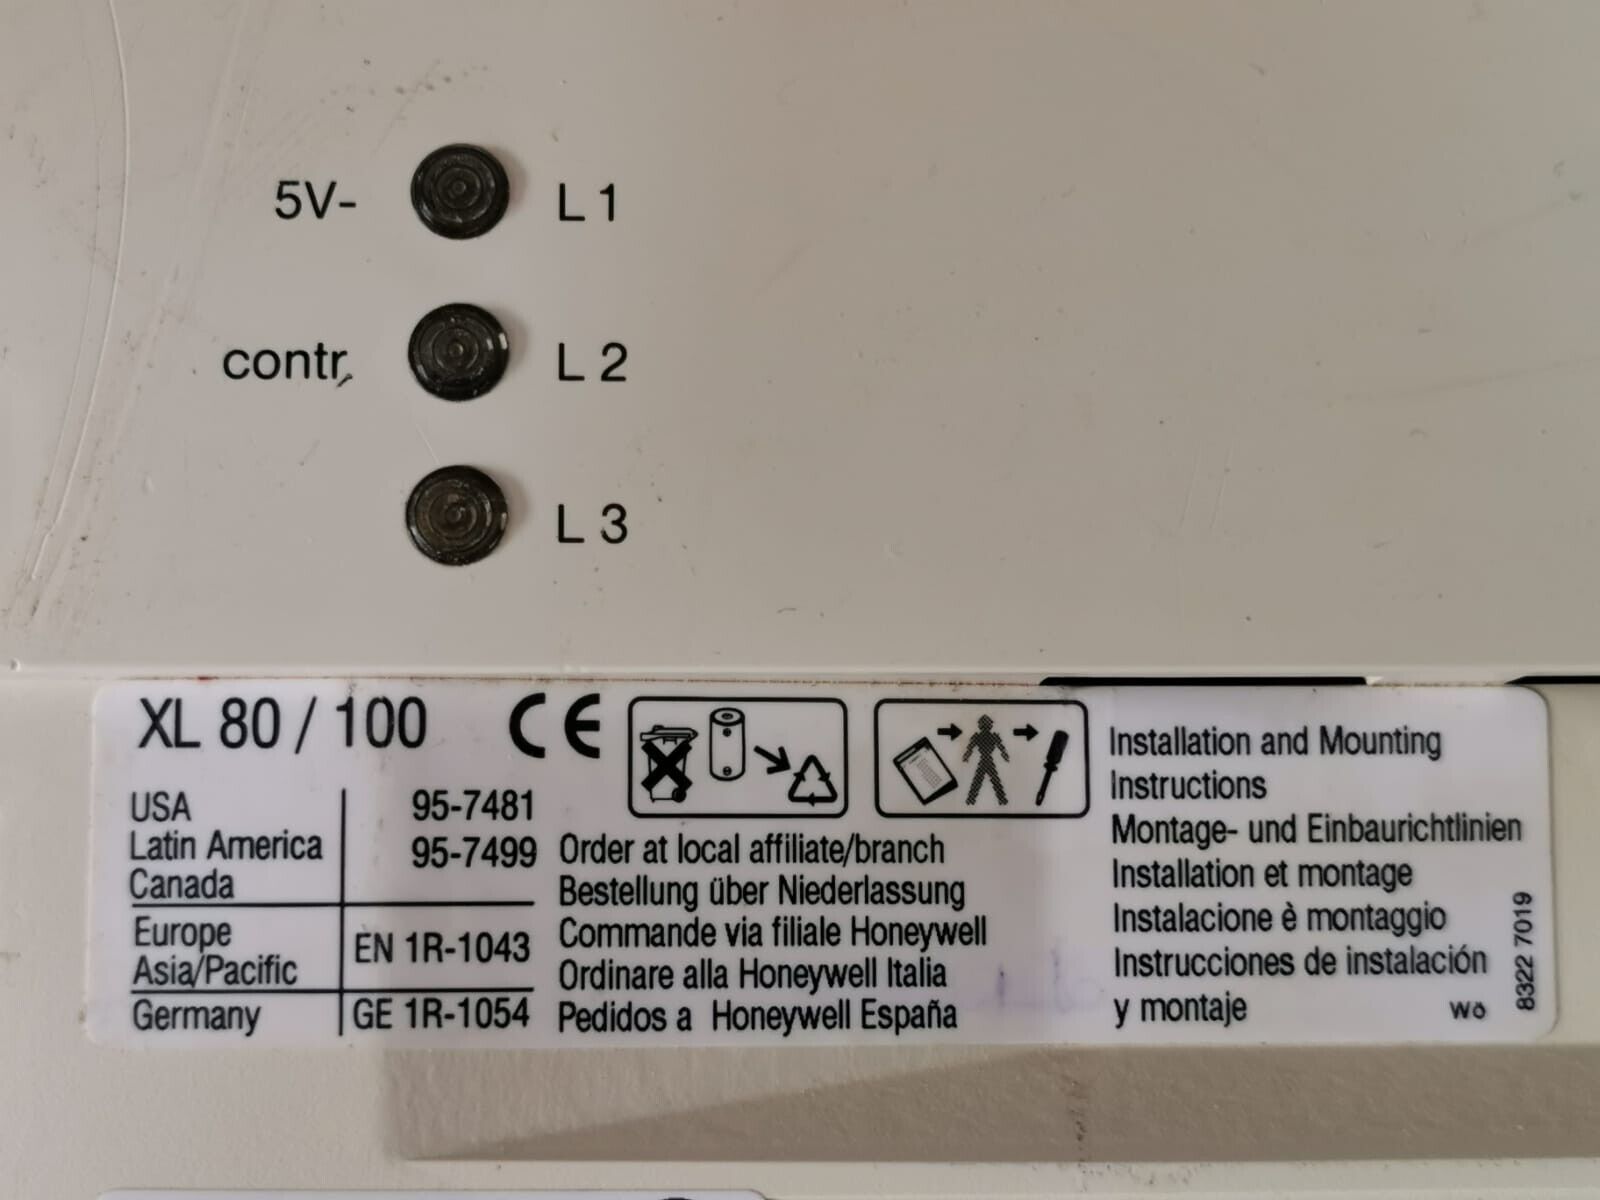 5V- L 1
contr. L 2
L 3
XL 80 / 100 CE
USA 95-7481
Latin America 95-7499
Canada
Europe
Asia/Pacific EN 1R-1043
Germany GE 1R-1054
Order at local affiliate/branch
Bestellung über Niederlassung
Commande via filiale Honeywell
Ordinare alla Honeywell Italia
Pedidos a Honeywell España
Installation and Mounting
Instructions
Montage- und Einbaurichtlinien
Installation et montage
Instalacione è montaggio
Instrucciones de instalación
y montaje
wö
8322 7019